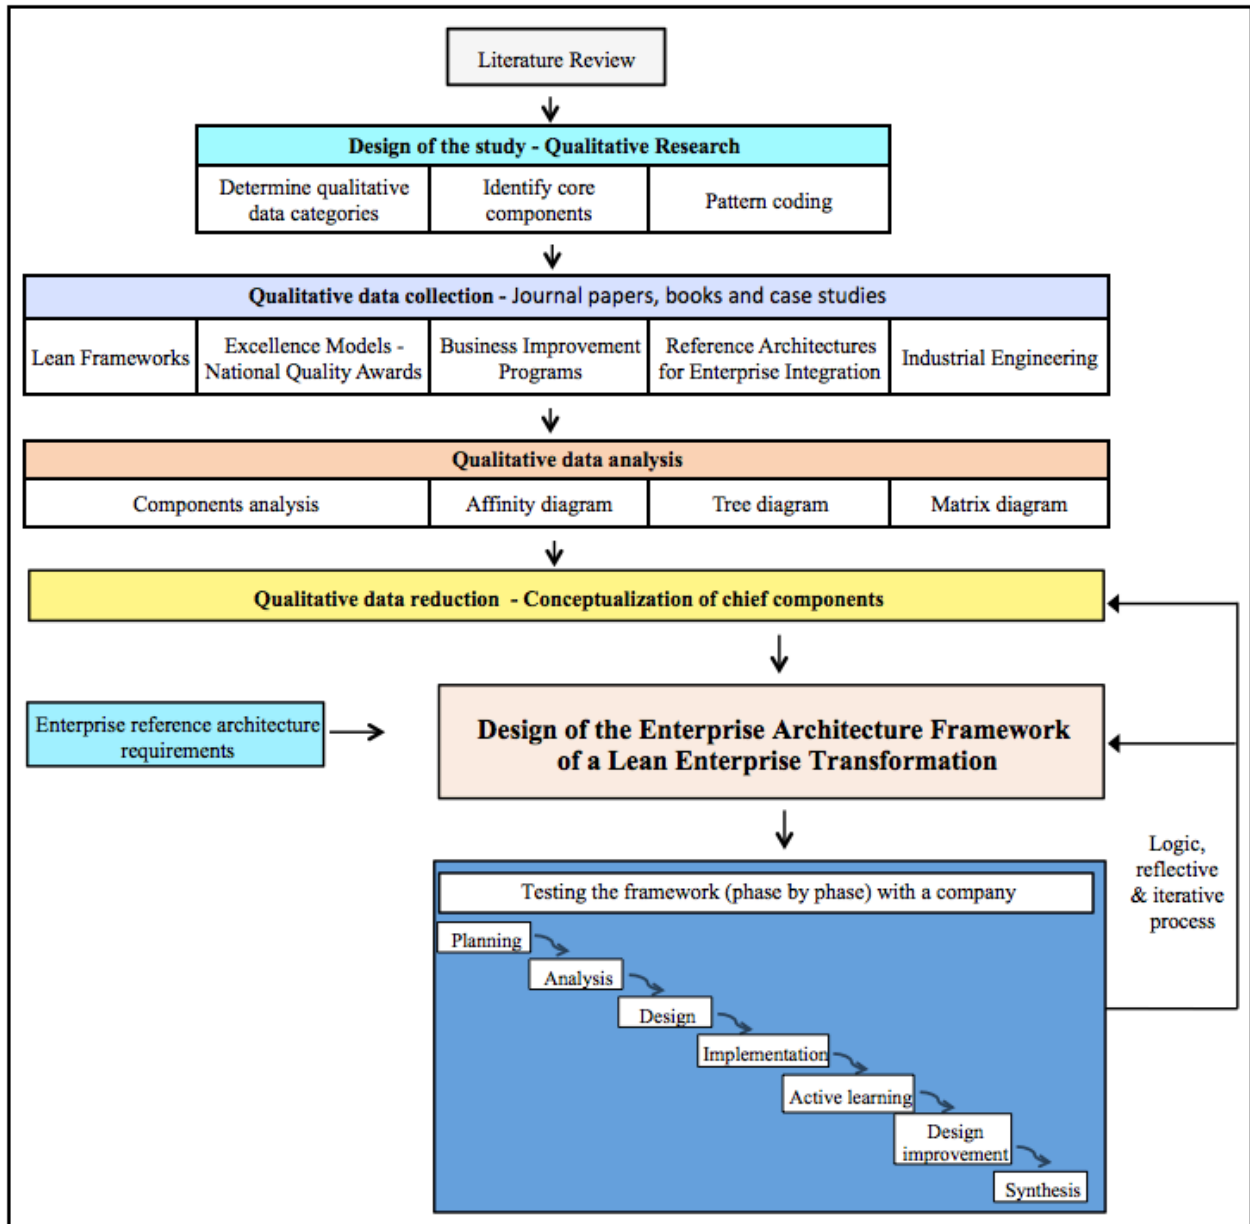 Literature Review
Design of the study - Qualitative Research
Determine qualitative
data categories
Identify core
components
Pattern coding
Qualitative data collection - Journal papers, books and case studies
Lean Frameworks
Excellence Models -
National Quality Awards
Business Improvement
Programs
Reference Architectures
for Enterprise Integration
Industrial Engineering
Qualitative data analysis
Components analysis
Affinity diagram
Tree diagram
Matrix diagram
Qualitative data reduction - Conceptualization of chief components
Enterprise reference architecture
requirements
Design of the Enterprise Architecture Framework
of a Lean Enterprise Transformation
Logic,
reflective
& iterative
process
Testing the framework (phase by phase) with a company
Planning
Analysis
Design
Implementation
Active learning
Design
improvement
Synthesis